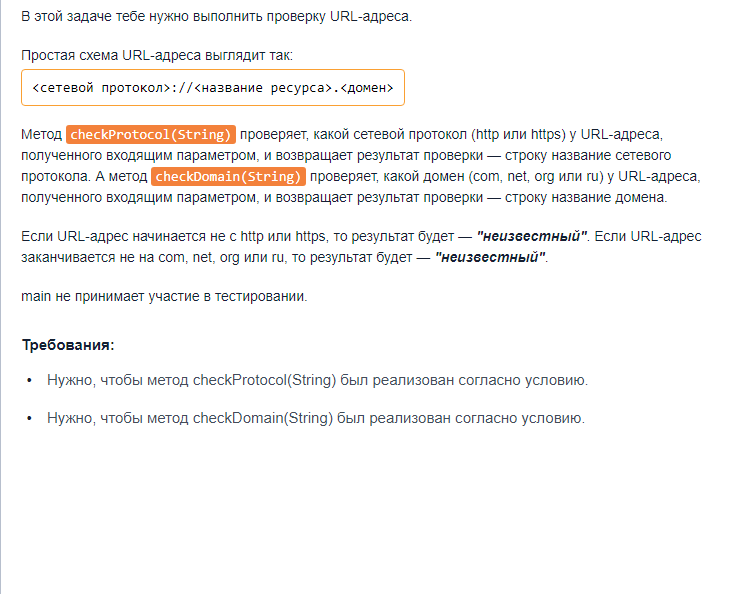 В этой задаче тебе нужно выполнить проверку URL-адреса.
Простая схема URL-адреса выглядит так:
<сетевой протокол>://<название ресурса>.<домен>
Метод checkProtocol(String) проверяет, какой сетевой протокол (http или https) у URL-адреса,
полученного входящим параметром, и возвращает результат проверки — строку название сетевого
протокола. А метод checkDomain(String) проверяет, какой домен (com, net, org или ru) у URL-адреса,
полученного входящим параметром, и возвращает результат проверки — строку название домена.
Если URL-адрес начинается не с http или https, то результат будет — "неизвестный". Если URL-адрес
заканчивается не на com, net, org или ru, то результат будет — "неизвестный".
main не принимает участие в тестировании.
Требования:
• Нужно, чтобы метод checkProtocol(String) был реализован согласно условию.
• Нужно, чтобы метод checkDomain(String) был реализован согласно условию.